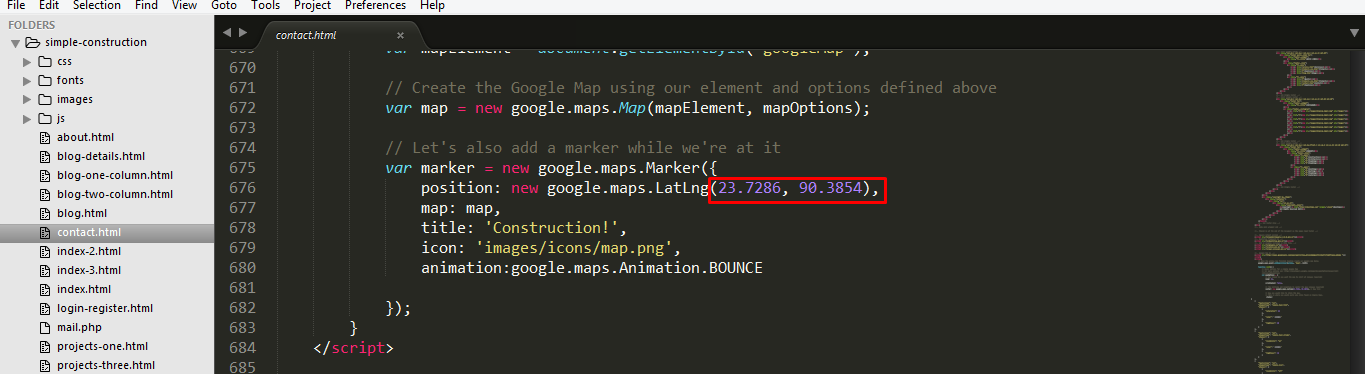 File Edit Selection Find View Goto Tools Project Preferences Help
FOLDERS
simple-construction
css
fonts
images
js
about.html
blog-details.html
blog-one-column.html
blog-two-column.html
blog.html
contact.html
index-2.html
index-3.html
index.html
login-register.html
mail.php
projects-one.html
projects-three.html
contact.html ×
669 var mapElement = document.getElementById('googleMap');
670
671 // Create the Google Map using our element and options defined above
672 var map = new google.maps.Map(mapElement, mapOptions);
673
674 // Let's also add a marker while we're at it
675 var marker = new google.maps.Marker({
676 position: new google.maps.LatLng(23.7286, 90.3854),
677 map: map,
678 title: 'Construction!',
679 icon: 'images/icons/map.png',
680 animation:google.maps.Animation.BOUNCE
681
682 });
683 }
684 </script>
685